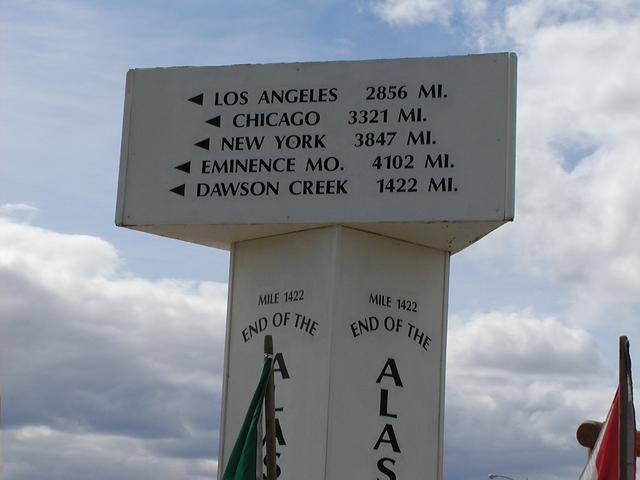 LOS ANGELES 2856 MI.
CHICAGO 3321 MI.
NEW YORK 3847 MI.
EMINENCE MO. 4102 MI.
DAWSON CREEK 1422 MI.
MILE 1422
END OF THE
ALAS
MILE 1422
END OF THE
ALAS